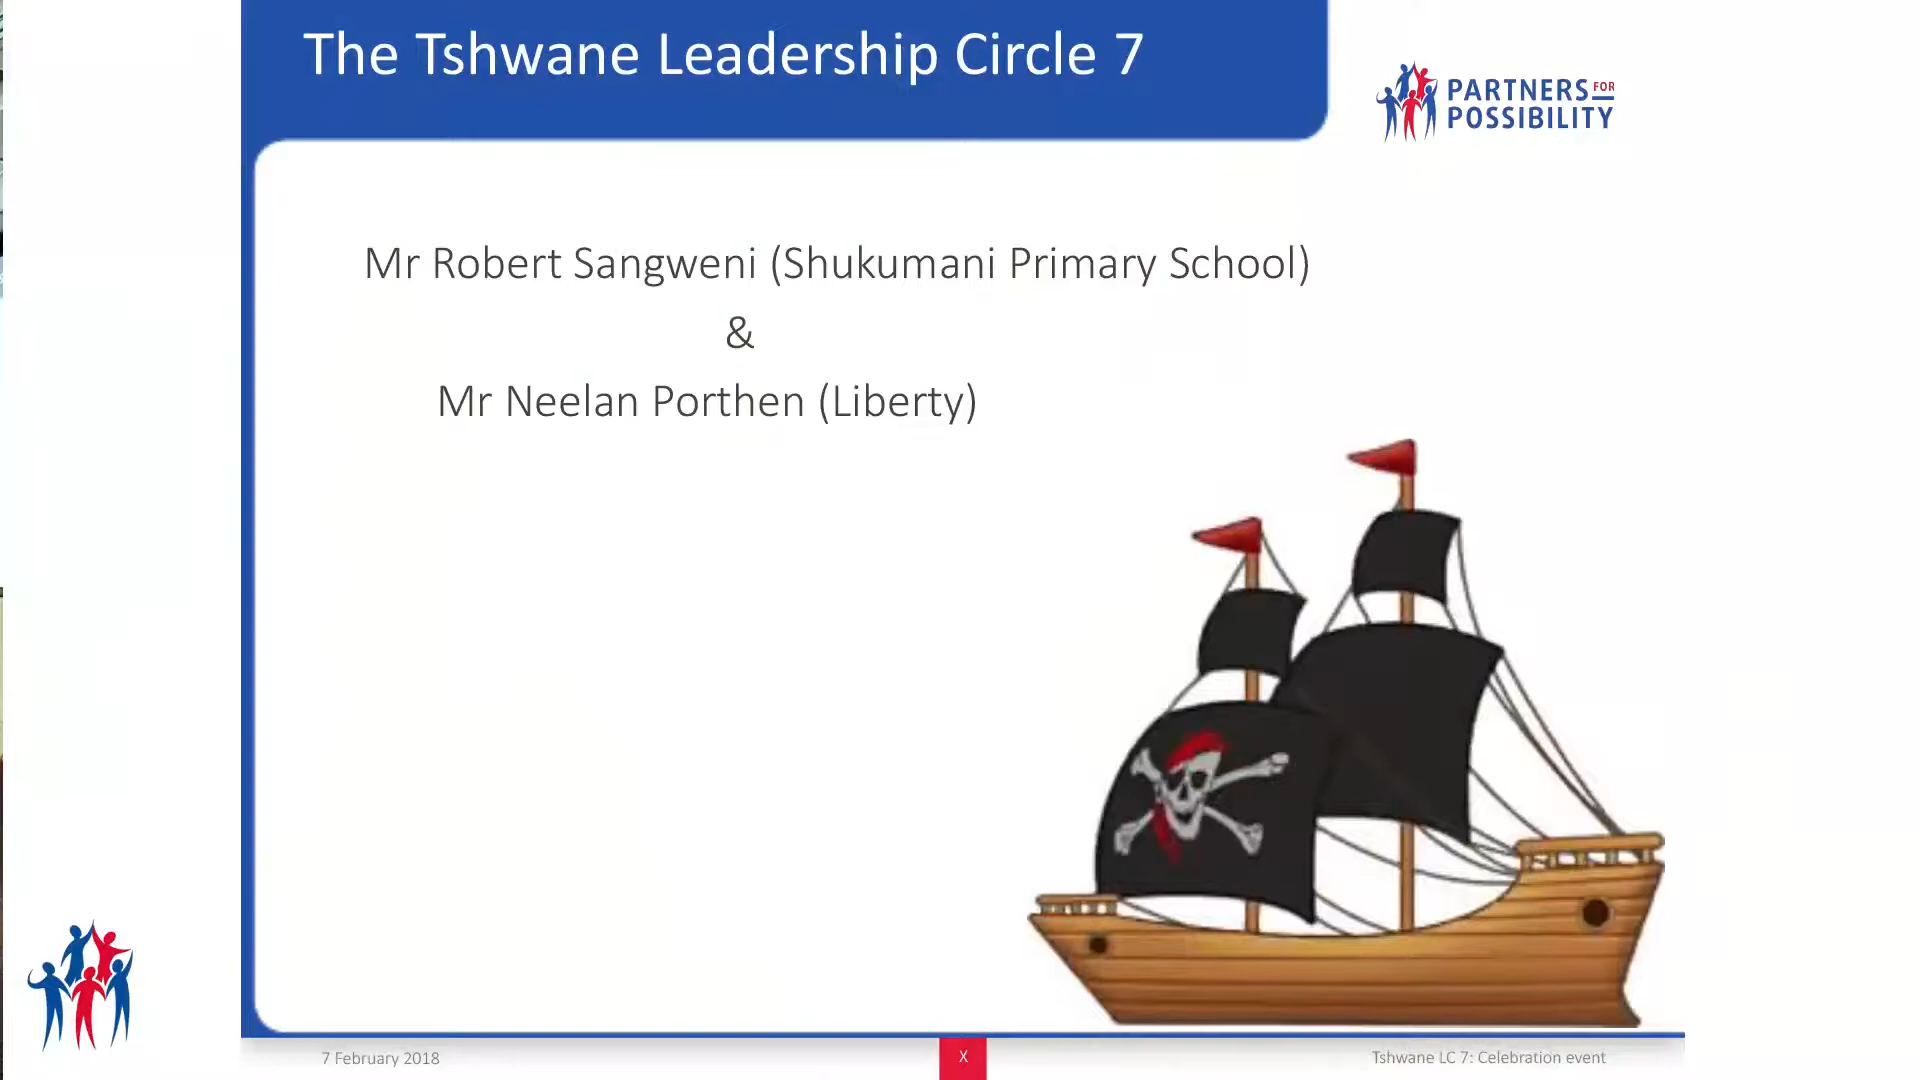 The Tshwane Leadership Circle 7
PARTNERS FOR
POSSIBILITY
Mr Robert Sangweni (Shukumani Primary School)
&
Mr Neelan Porthen (Liberty)
7 February 2018
X
Tshwane LC 7: Celebration event